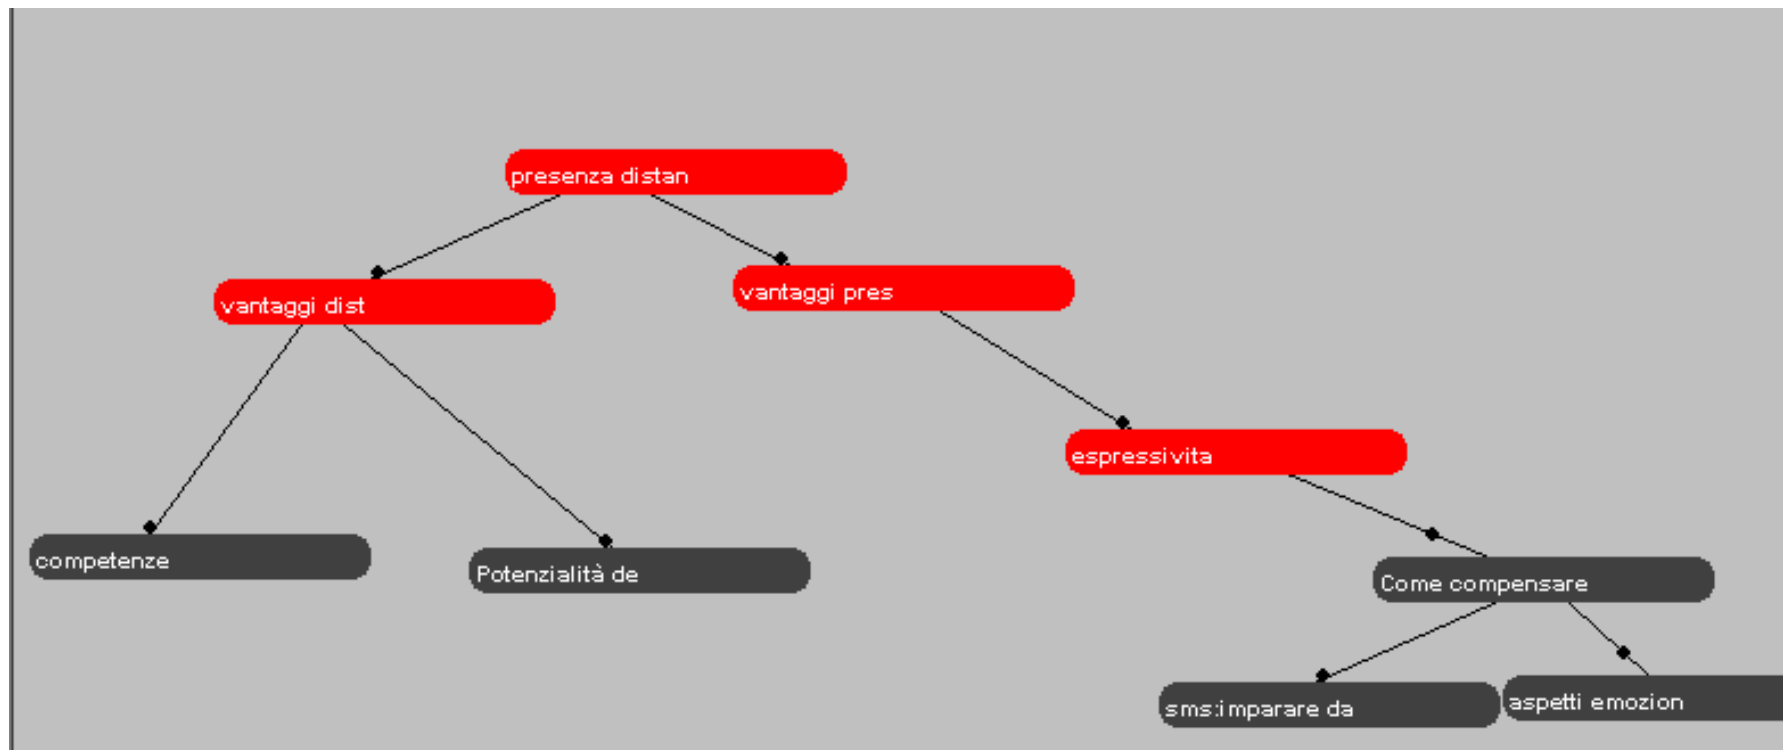 presenza distan
vantaggi dist
vantaggi pres
espressivita
competenze
Potenzialità de
Come compensare
sms:imparare da
aspetti emozion